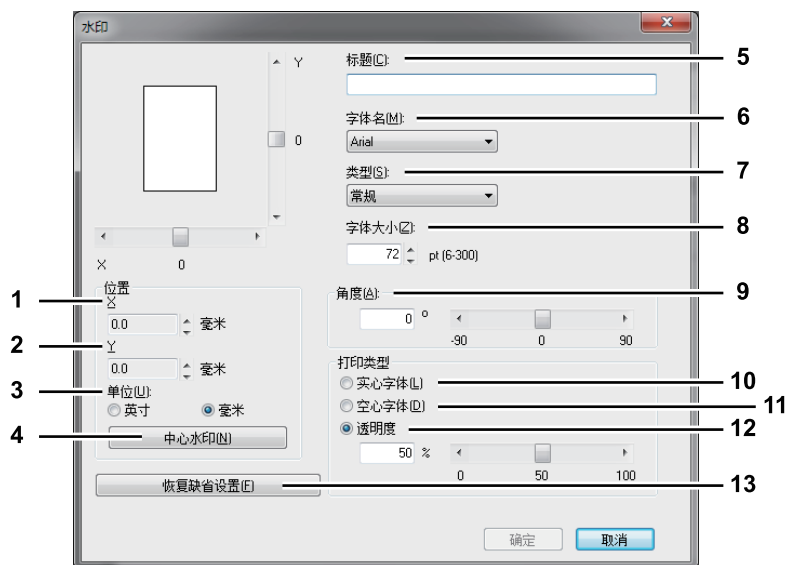 水印
Y
0
X 0
位置
1 X
0.0 毫米
2 Y
0.0 毫米
3 单位(U):
英寸 毫米
4 中心水印(N)
恢复缺省设置(F) 13
标题(C): 5
字体名(M): 6
Arial
类型(S): 7
常规
字体大小(Z): 8
72 pt (6-300)
角度(A): 9
0 °
-90 0 90
打印类型
实心字体(L) 10
空心字体(D) 11
透明度 12
50 %
0 50 100
确定 取消